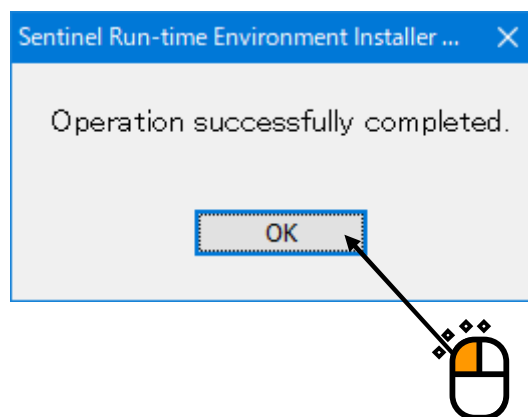 Sentinel Run-time Environment Installer ...
Operation successfully completed.
OK